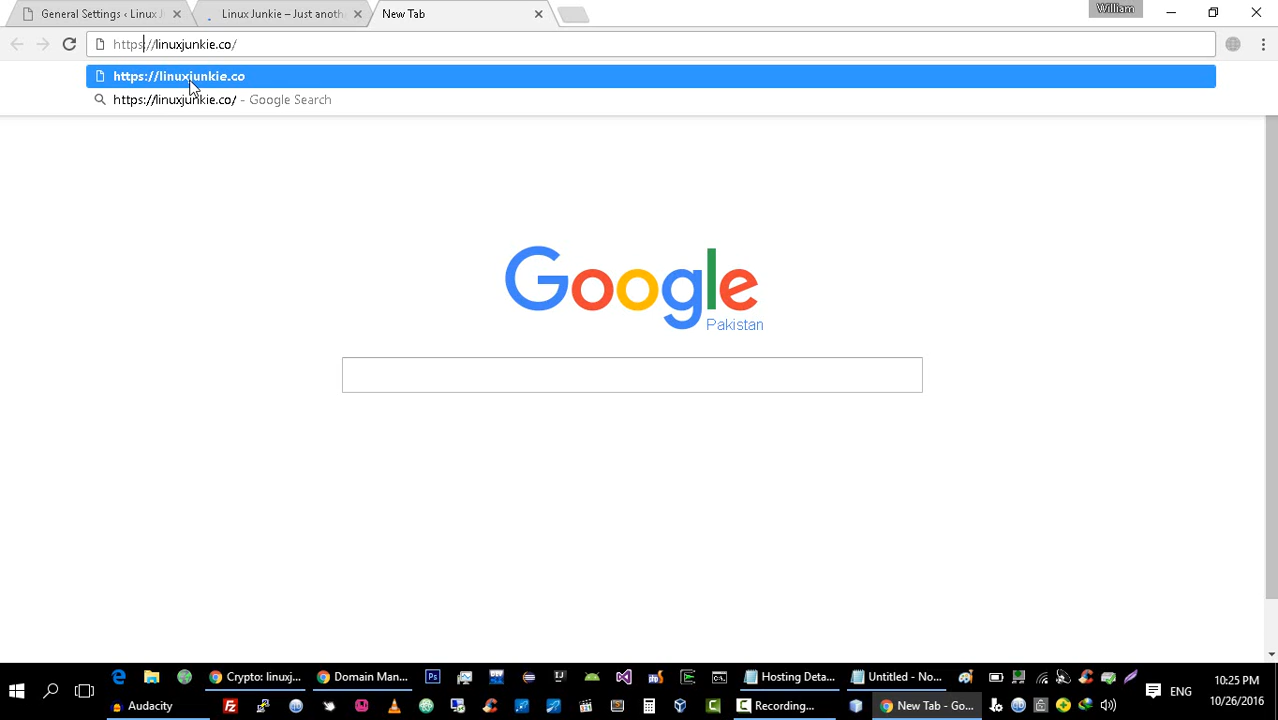 General Settings ‹ Linux J
Linux Junkie – Just anoth
New Tab
William
https://linuxjunkie.co/
https://linuxjunkie.co
https://linuxjunkie.co/ - Google Search
Google
Pakistan
Crypto: linuxj...
Domain Man...
Hosting Deta...
Untitled - No...
Audacity
Recording...
New Tab - Go...
ENG
10:25 PM
10/26/2016